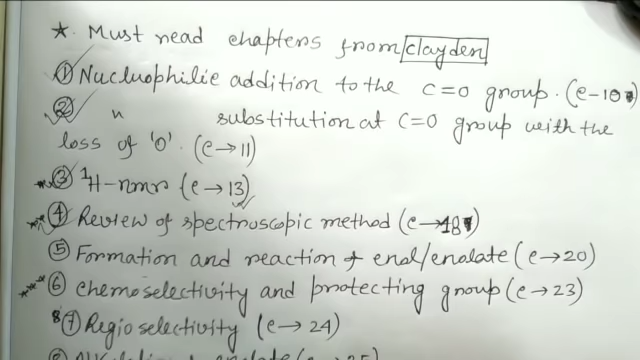 * Must read chapters from clayden
① Nucluophilie addition to the C=O group. (c-10)
② " substitution at C=O group with the
loss of 'O'. (c→11)
③ ¹H-nmr (c→13)
④ Review of spectroscopic method (c→18)
⑤ Formation and reaction of enol/enolate (c→20)
⑥ chemoselectivity and protecting group (c→23)
⑦ Regioselectivity (c→24)